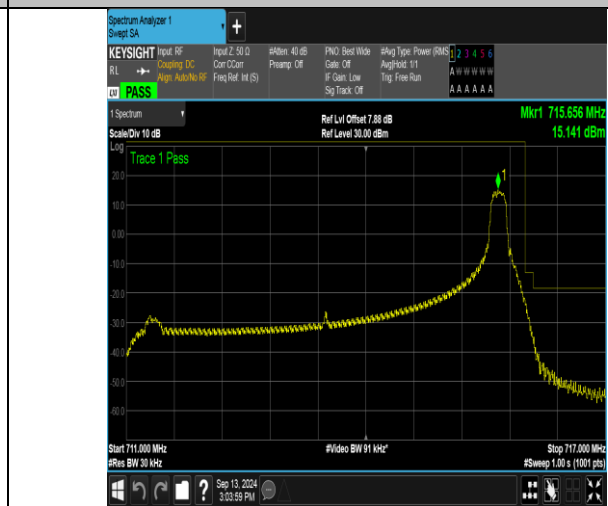 Spectrum Analyzer 1
Swept SA
+
KEYSIGHT
RL
LXI
PASS
Input: RF
Coupling: DC
Align: Auto/No RF
Input Z: 50 Ω
Corr CCorr
Freq Ref: Int (S)
#Atten: 40 dB
Preamp: Off
PNO: Best Wide
Gate: Off
IF Gain: Low
Sig Track: Off
#Avg Type: Power (RMS
Avg|Hold: 1/1
Trig: Free Run
1 2 3 4 5 6
A W W W W W
A A A A A A
1 Spectrum
Scale/Div 10 dB
Ref Lvl Offset 7.88 dB
Ref Level 30.00 dBm
Mkr1 715.656 MHz
15.141 dBm
Log
Trace 1 Pass
1
20.0
10.0
0.00
-10.0
-20.0
-30.0
-40.0
-50.0
-60.0
Start 711.000 MHz
#Res BW 30 kHz
#Video BW 91 kHz*
Stop 717.000 MHz
#Sweep 1.00 s (1001 pts)
?
Sep 13, 2024
3:03:59 PM